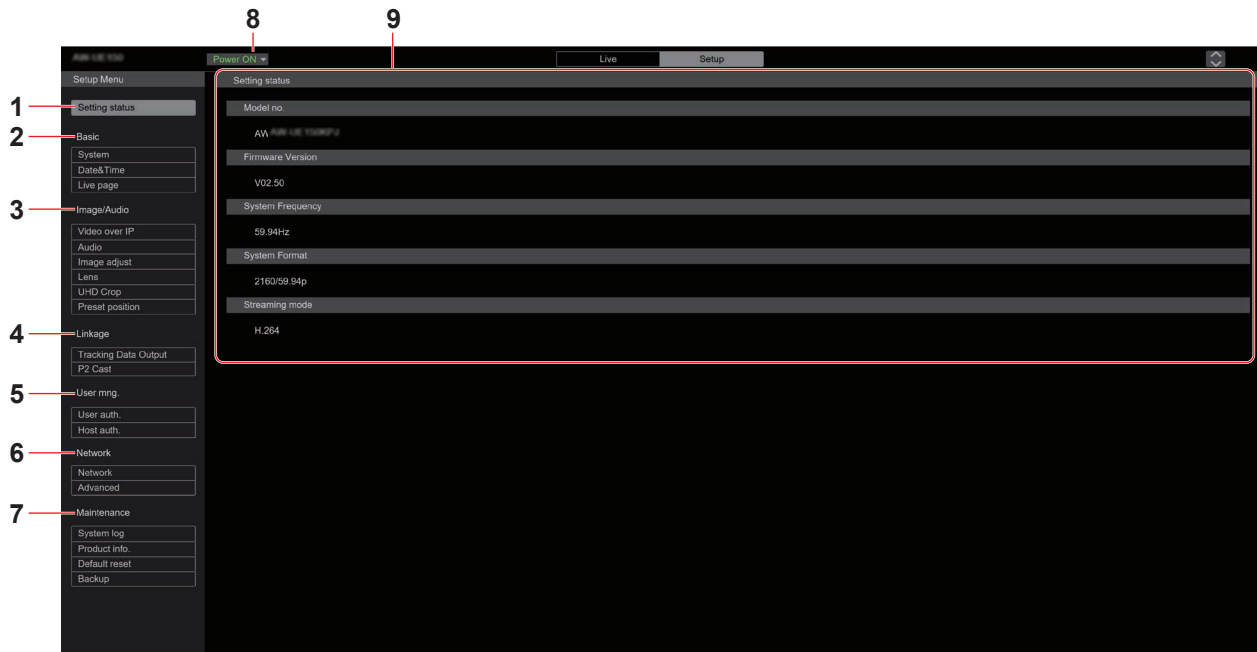 8
9
Power ON
Live
Setup
Setup Menu
Setting status
1
Setting status
Model no.
2
Basic
AW
System
Firmware Version
Date&Time
Live page
V02.50
3
Image/Audio
System Frequency
Video over IP
59.94Hz
Audio
Image adjust
System Format
Lens
UHD Crop
2160/59.94p
Preset position
Streaming mode
4
Linkage
H.264
Tracking Data Output
P2 Cast
5
User mng.
User auth.
Host auth.
6
Network
Network
Advanced
7
Maintenance
System log
Product info.
Default reset
Backup